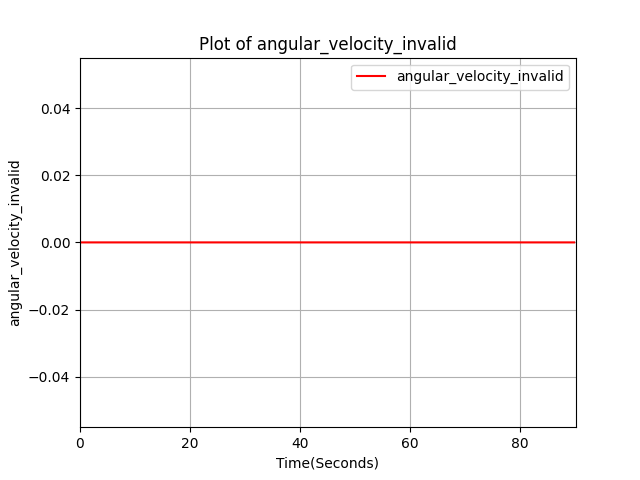 Plot of angular_velocity_invalid
angular_velocity_invalid
angular_velocity_invalid
0.04
0.02
0.00
−0.02
−0.04
0 20 40 60 80
Time(Seconds)